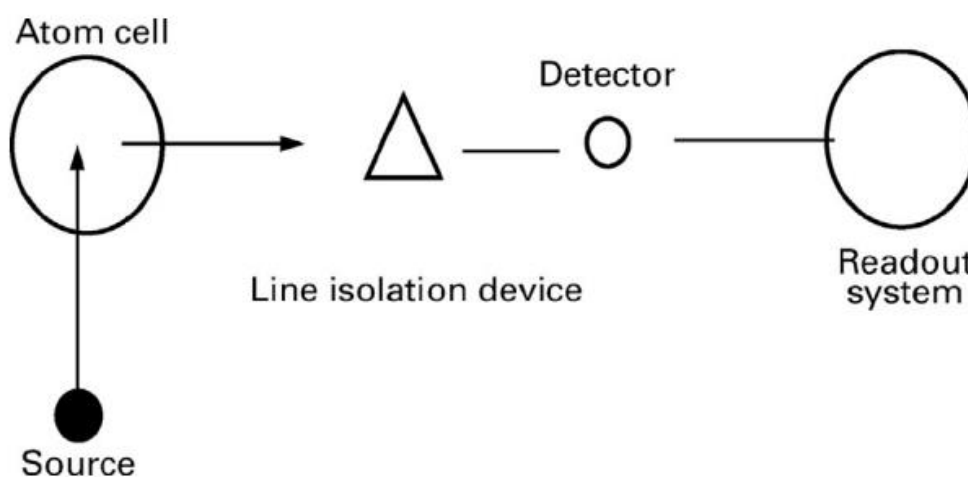 Atom cell
Detector
Line isolation device
Readout
system
Source